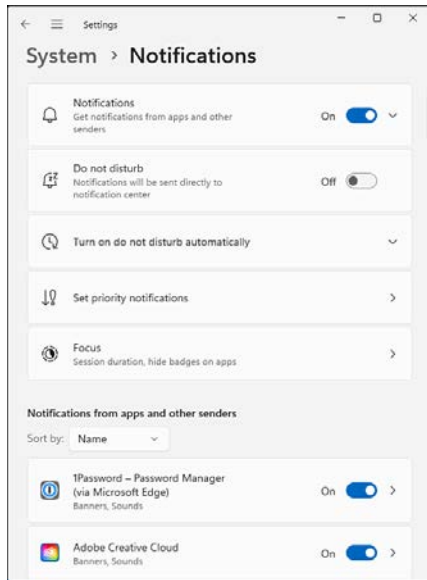 Settings
System > Notifications
Notifications
Get notifications from apps and other
senders
On
Do not disturb
Notifications will be sent directly to
notification center
Off
Turn on do not disturb automatically
Set priority notifications
Focus
Session duration, hide badges on apps
Notifications from apps and other senders
Sort by: Name
1Password – Password Manager
(via Microsoft Edge)
Banners, Sounds
On
Adobe Creative Cloud
Banners, Sounds
On